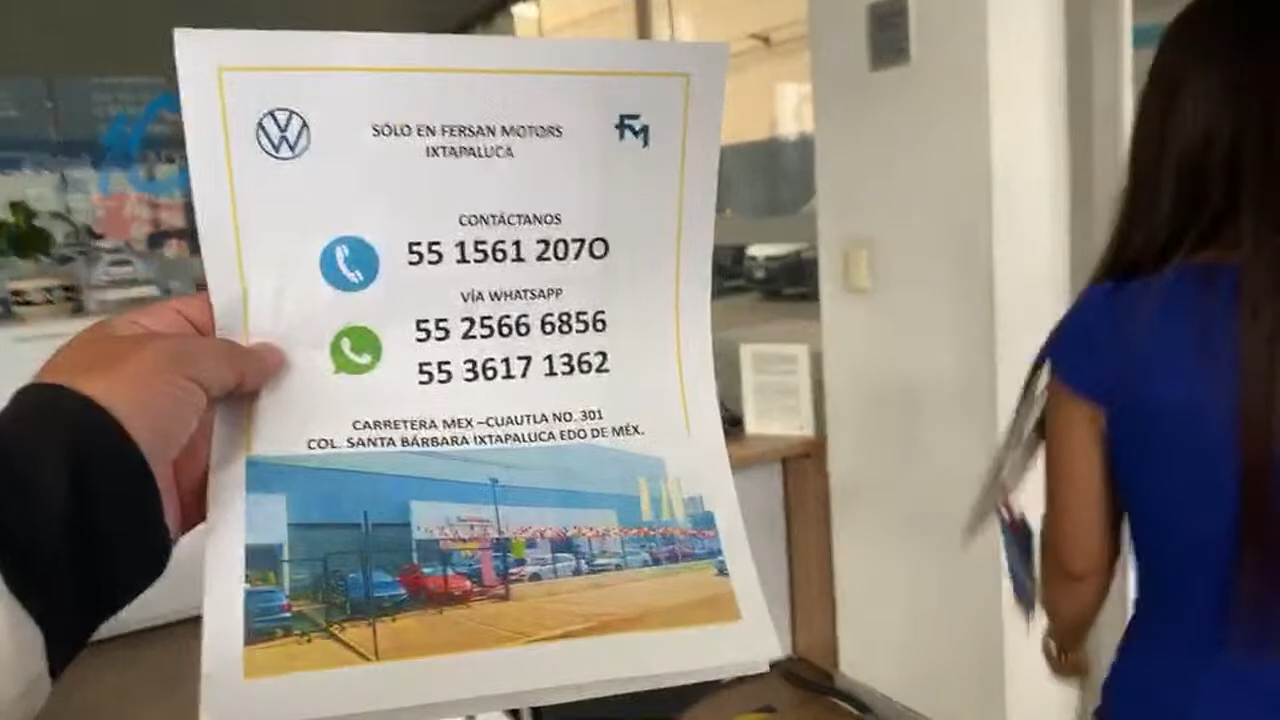 SÓLO EN FERSAN MOTORS
IXTAPALUCA
CONTÁCTANOS
55 1561 2070
VÍA WHATSAPP
55 2566 6856
55 3617 1362
CARRETERA MEX –CUAUTLA NO. 301
COL. SANTA BÁRBARA IXTAPALUCA EDO DE MÉX.